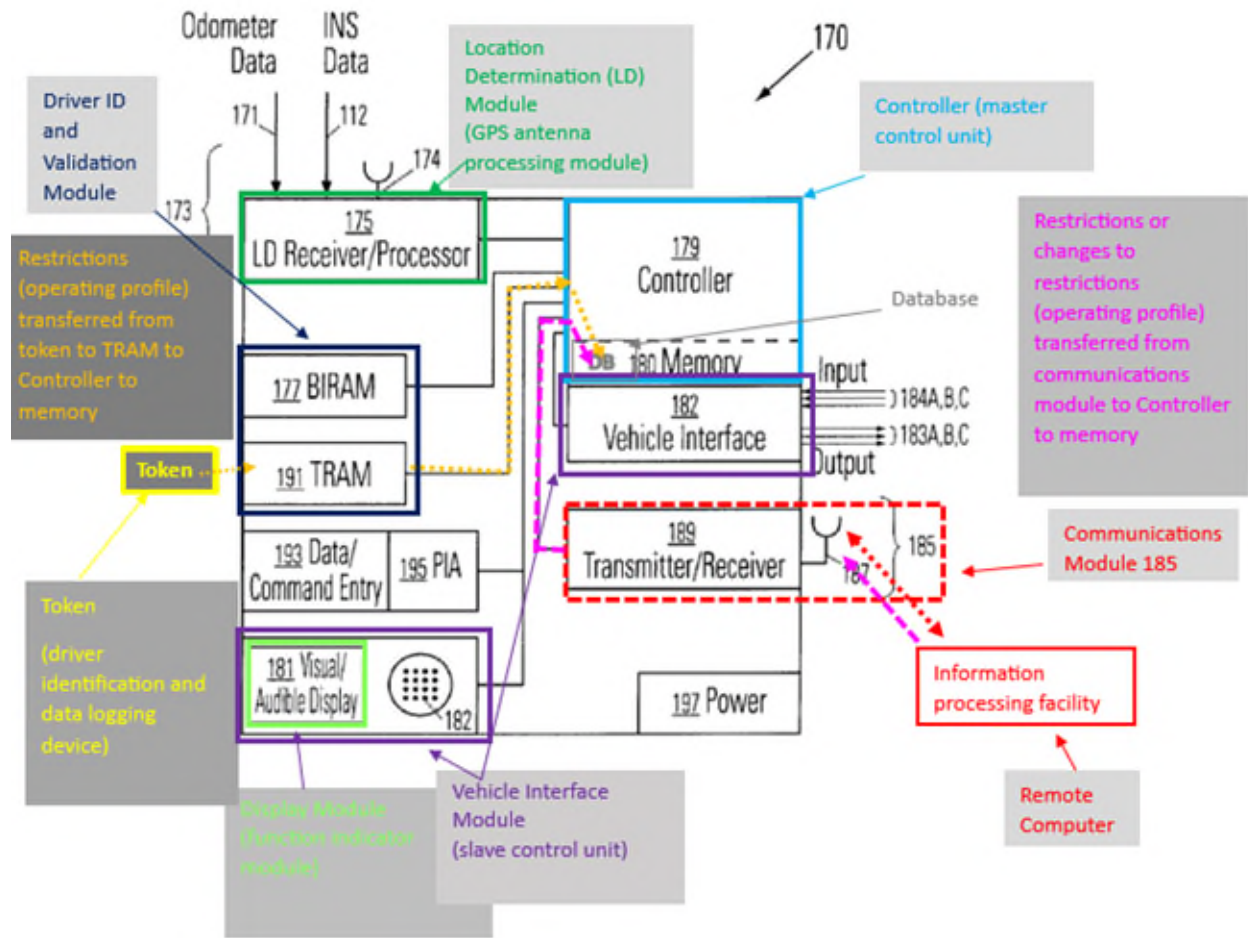 Odometer
Data
INS
Data
171
112
174
170
173
Location
Determination (LD)
Module
(GPS antenna
processing module)
Driver ID
and
Validation
Module
Controller (master
control unit)
175
LD Receiver/Processor
179
Controller
Database
DB 180 Memory
Restrictions
(operating profile)
transferred from
token to TRAM to
Controller to
memory
Restrictions or
changes to
restrictions
(operating profile)
transferred from
communications
module to Controller
to memory
177 BIRAM
Input
184A,B,C
182
Vehicle Interface
183A,B,C
Output
Token
191 TRAM
189
Transmitter/Receiver
187
185
Communications
Module 185
193 Data/
Command Entry
195 PIA
Token
(driver
identification and
data logging
device)
181 Visual/
Audible Display
182
197 Power
Information
processing facility
Display Module
(function indicator
module)
Vehicle Interface
Module
(slave control unit)
Remote
Computer